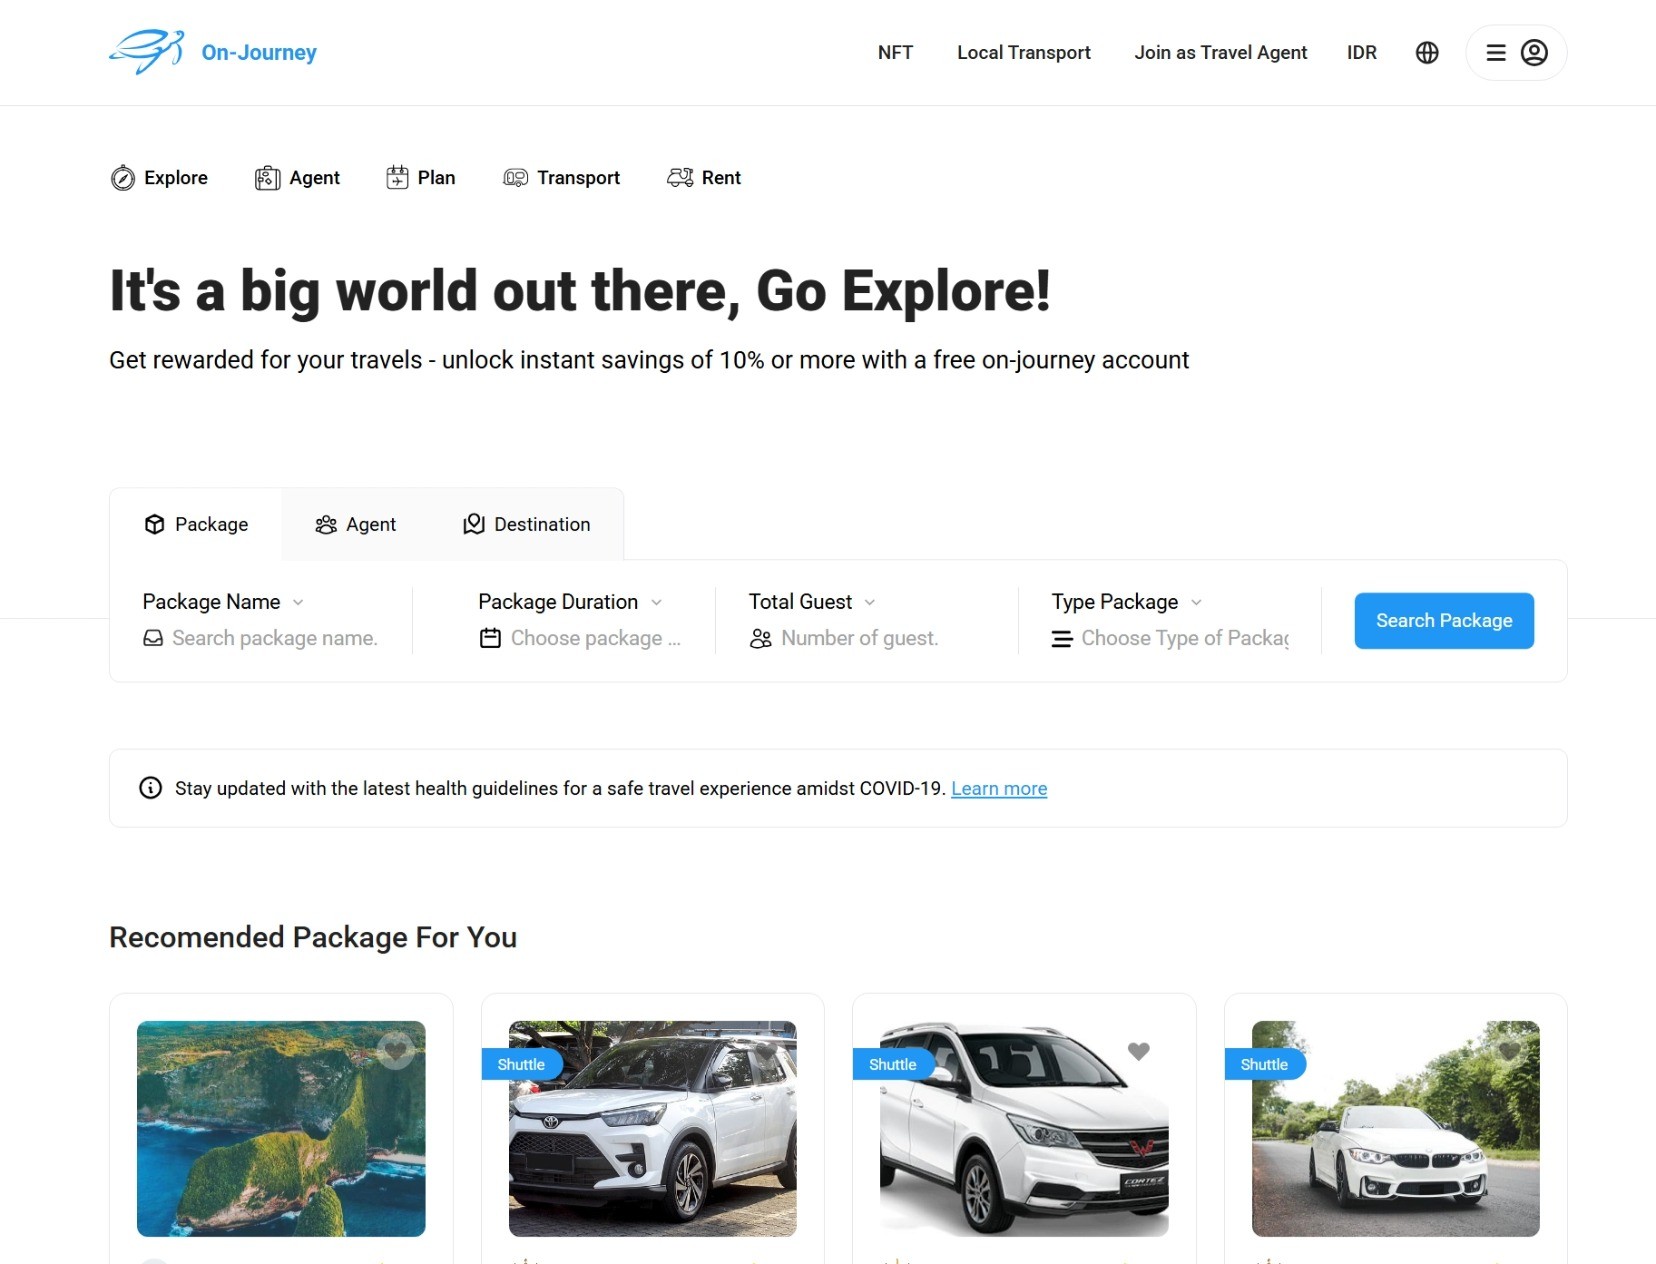 On-Journey
NFT Local Transport Join as Travel Agent IDR
Explore Agent Plan Transport Rent
It's a big world out there, Go Explore!
Get rewarded for your travels - unlock instant savings of 10% or more with a free on-journey account
Package Agent Destination
Package Name Package Duration Total Guest Type Package
Search package name. Choose package ... Number of guest. Choose Type of Packag
Search Package
Stay updated with the latest health guidelines for a safe travel experience amidst COVID-19. Learn more
Recomended Package For You
Shuttle Shuttle Shuttle
CORTEZ